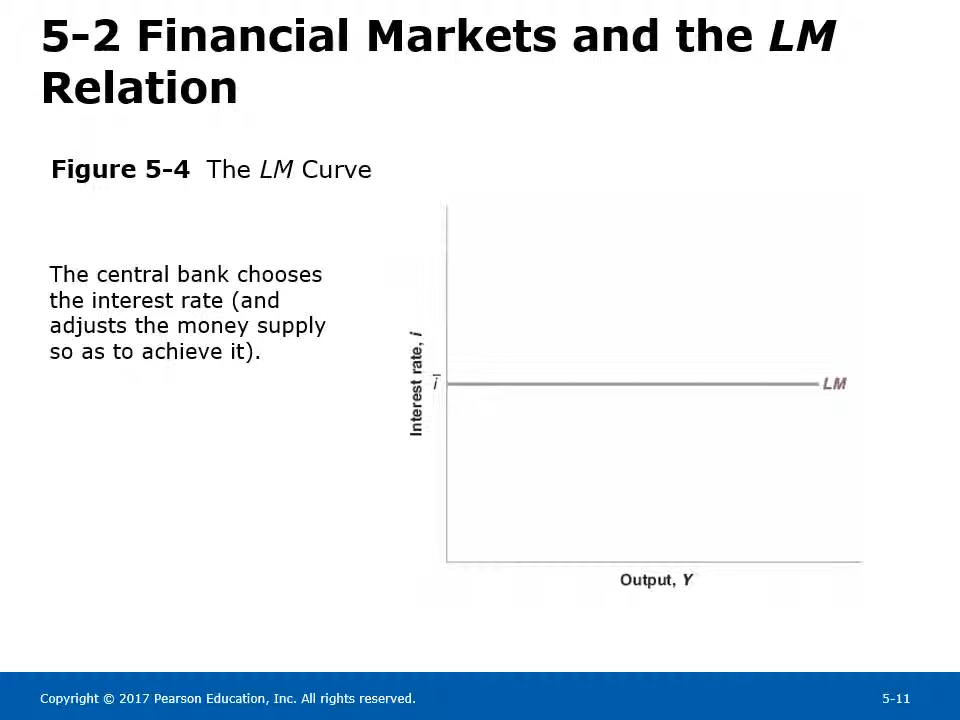 5-2 Financial Markets and the LM
Relation
Figure 5-4 The LM Curve
The central bank chooses
the interest rate (and
adjusts the money supply
so as to achieve it).
Interest rate, i
i̅
LM
Output, Y
Copyright © 2017 Pearson Education, Inc. All rights reserved.
5-11